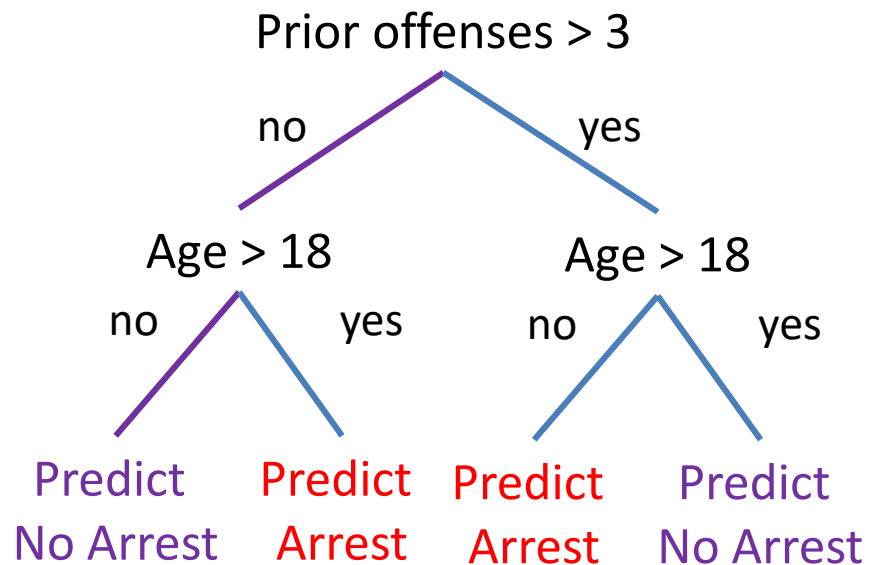 Prior offenses > 3
no
yes
Age > 18
Age > 18
no
yes
no
yes
Predict
No Arrest
Predict
Arrest
Predict
Arrest
Predict
No Arrest